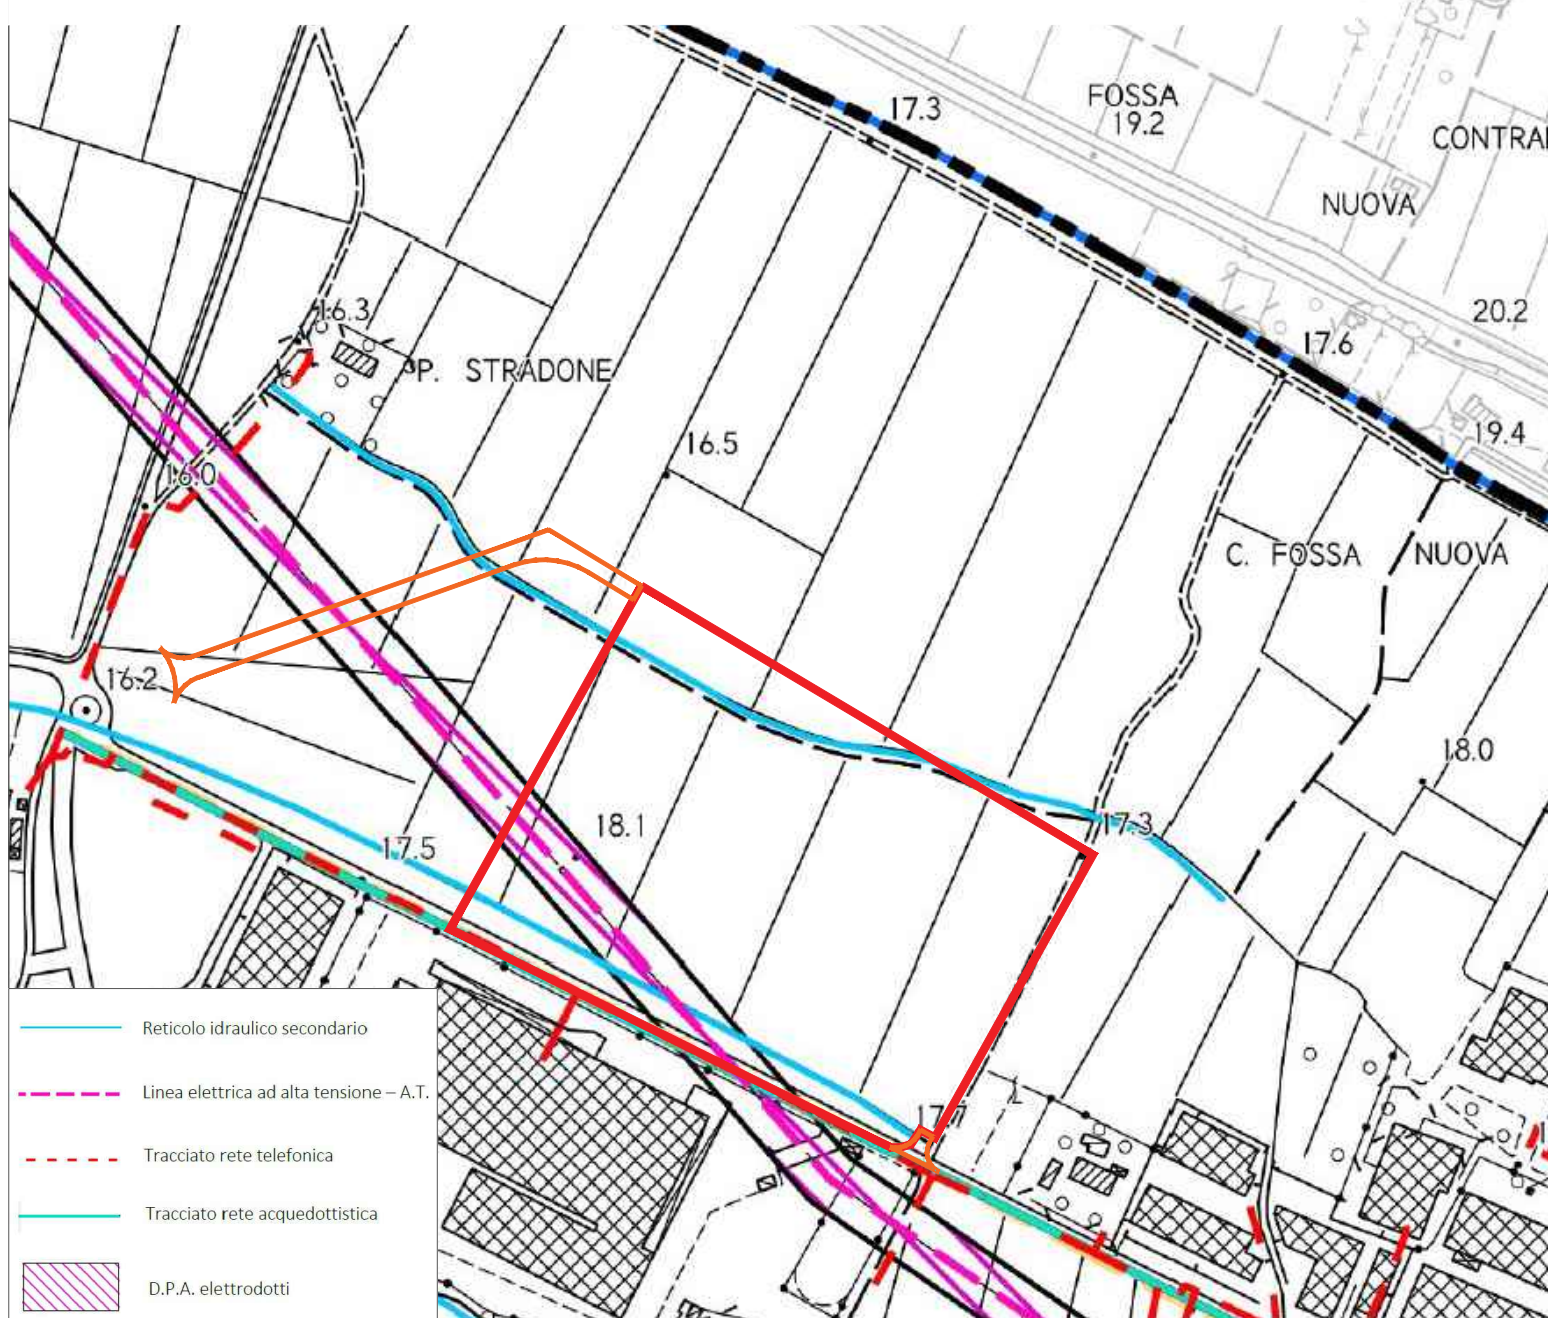 17.3
FOSSA
19.2
NUOVA
20.2
16.3
17.6
P. STRADONE
16.5
19.4
16.0
C. FOSSA NUOVA
16.2
18.0
17.3
18.1
17.5
17.7
Reticolo idraulico secondario
Linea elettrica ad alta tensione – A.T.
Tracciato rete telefonica
Tracciato rete acquedottistica
D.P.A. elettrodotti